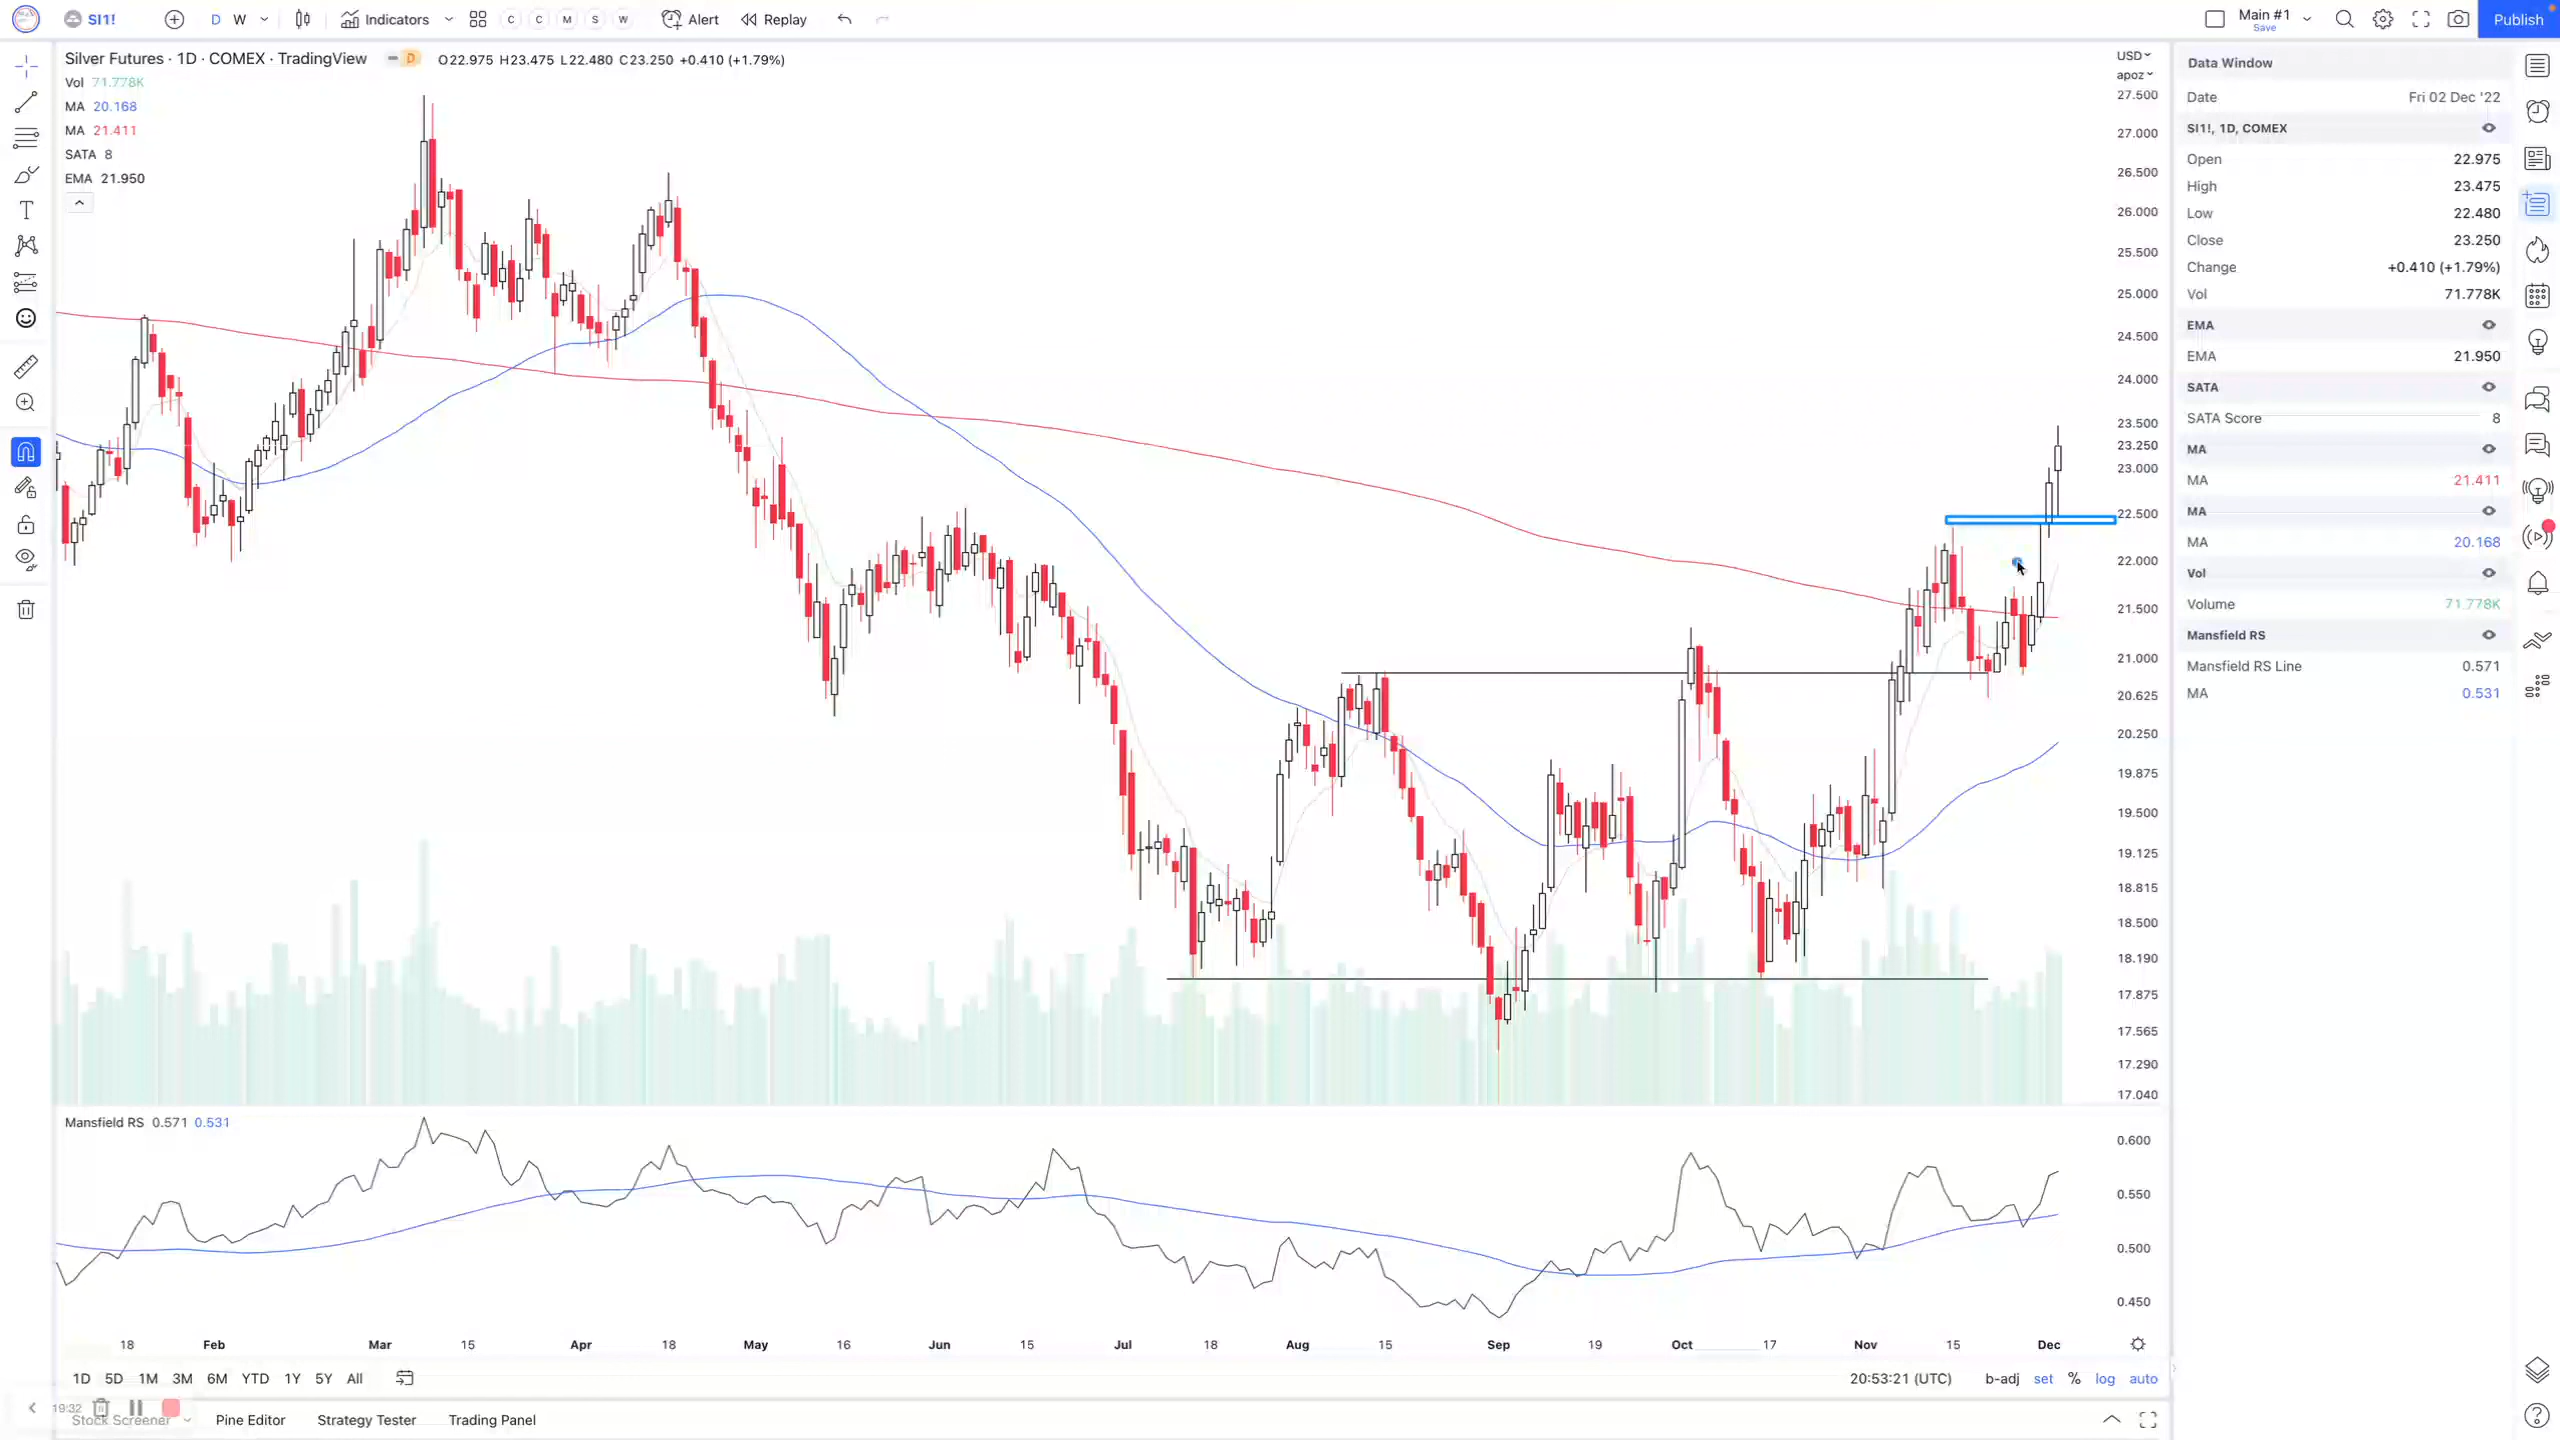 SI1! D W Indicators C C M S W Alert Replay Main #1 Save Publish
Silver Futures · 1D · COMEX · TradingView D O22.975 H23.475 L22.480 C23.250 +0.410 (+1.79%)
Vol 71.778K
MA 20.168
MA 21.411
SATA 8
EMA 21.950
USD
apoz
27.500
27.000
26.500
26.000
25.500
25.000
24.500
24.000
23.500
23.250
23.000
22.500
22.000
21.500
21.000
20.625
20.250
19.875
19.500
19.125
18.815
18.500
18.190
17.875
17.565
17.290
17.040
Mansfield RS 0.571 0.531
0.600
0.550
0.500
0.450
18 Feb Mar 15 Apr 18 May 16 Jun 15 Jul 18 Aug 15 Sep 19 Oct 17 Nov 15 Dec
1D 5D 1M 3M 6M YTD 1Y 5Y All 20:53:21 (UTC) b-adj set % log auto
19:32
Stock Screener Pine Editor Strategy Tester Trading Panel
Data Window
Date Fri 02 Dec '22
SI1!, 1D, COMEX
Open 22.975
High 23.475
Low 22.480
Close 23.250
Change +0.410 (+1.79%)
Vol 71.778K
EMA
EMA 21.950
SATA
SATA Score 8
MA
MA 21.411
MA
MA 20.168
Vol
Volume 71.778K
Mansfield RS
Mansfield RS Line 0.571
MA 0.531